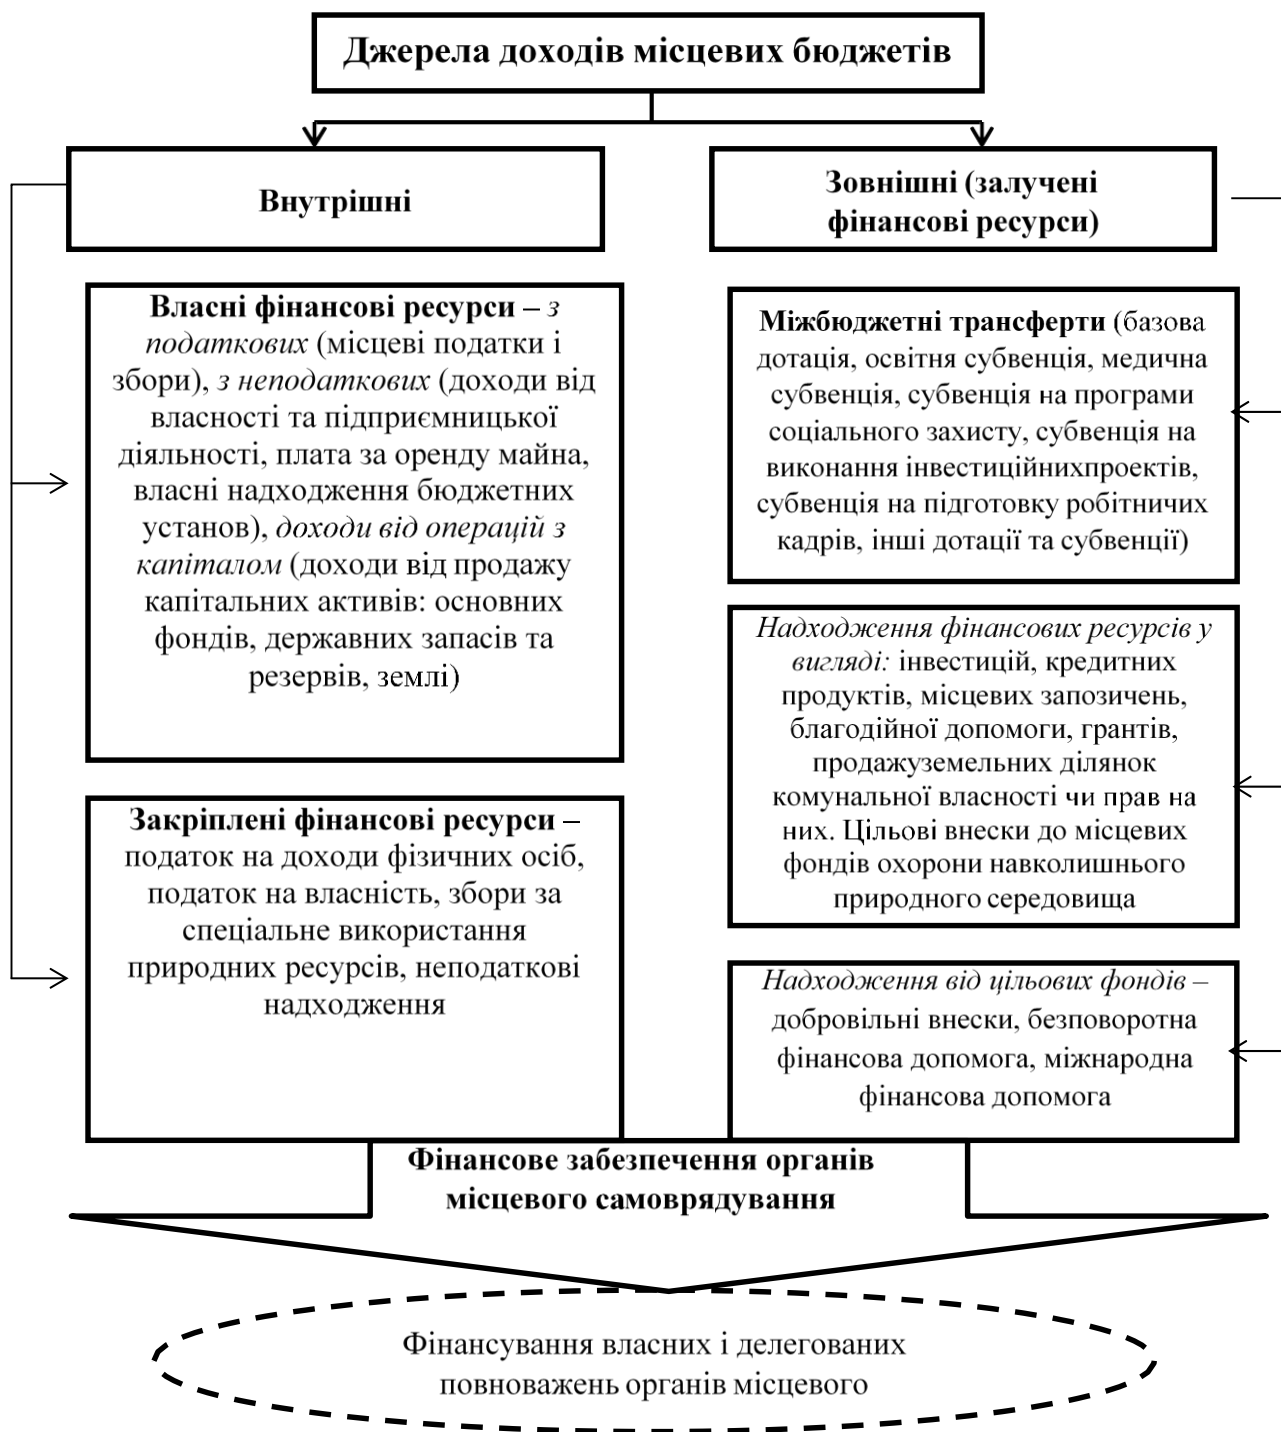 Джерела доходів місцевих бюджетів
Внутрішні
Зовнішні (залучені
фінансові ресурси)
Власні фінансові ресурси – з
податкових (місцеві податки і
збори), з неподаткових (доходи від
власності та підприємницької
діяльності, плата за оренду майна,
власні надходження бюджетних
установ), доходи від операцій з
капіталом (доходи від продажу
капітальних активів: основних
фондів, державних запасів та
резервів, землі)
Закріплені фінансові ресурси –
податок на доходи фізичних осіб,
податок на власність, збори за
спеціальне використання
природних ресурсів, неподаткові
надходження
Міжбюджетні трансферти (базова
дотація, освітня субвенція, медична
субвенція, субвенція на програми
соціального захисту, субвенція на
виконання інвестиційнихпроектів,
субвенція на підготовку робітничих
кадрів, інші дотації та субвенції)
Надходження фінансових ресурсів у
вигляді: інвестицій, кредитних
продуктів, місцевих запозичень,
благодійної допомоги, грантів,
продажуземельних ділянок
комунальної власності чи прав на
них. Цільові внески до місцевих
фондів охорони навколишнього
природного середовища
Надходження від цільових фондів –
добровільні внески, безповоротна
фінансова допомога, міжнародна
фінансова допомога
Фінансове забезпечення органів
місцевого самоврядування
Фінансування власних і делегованих
повноважень органів місцевого